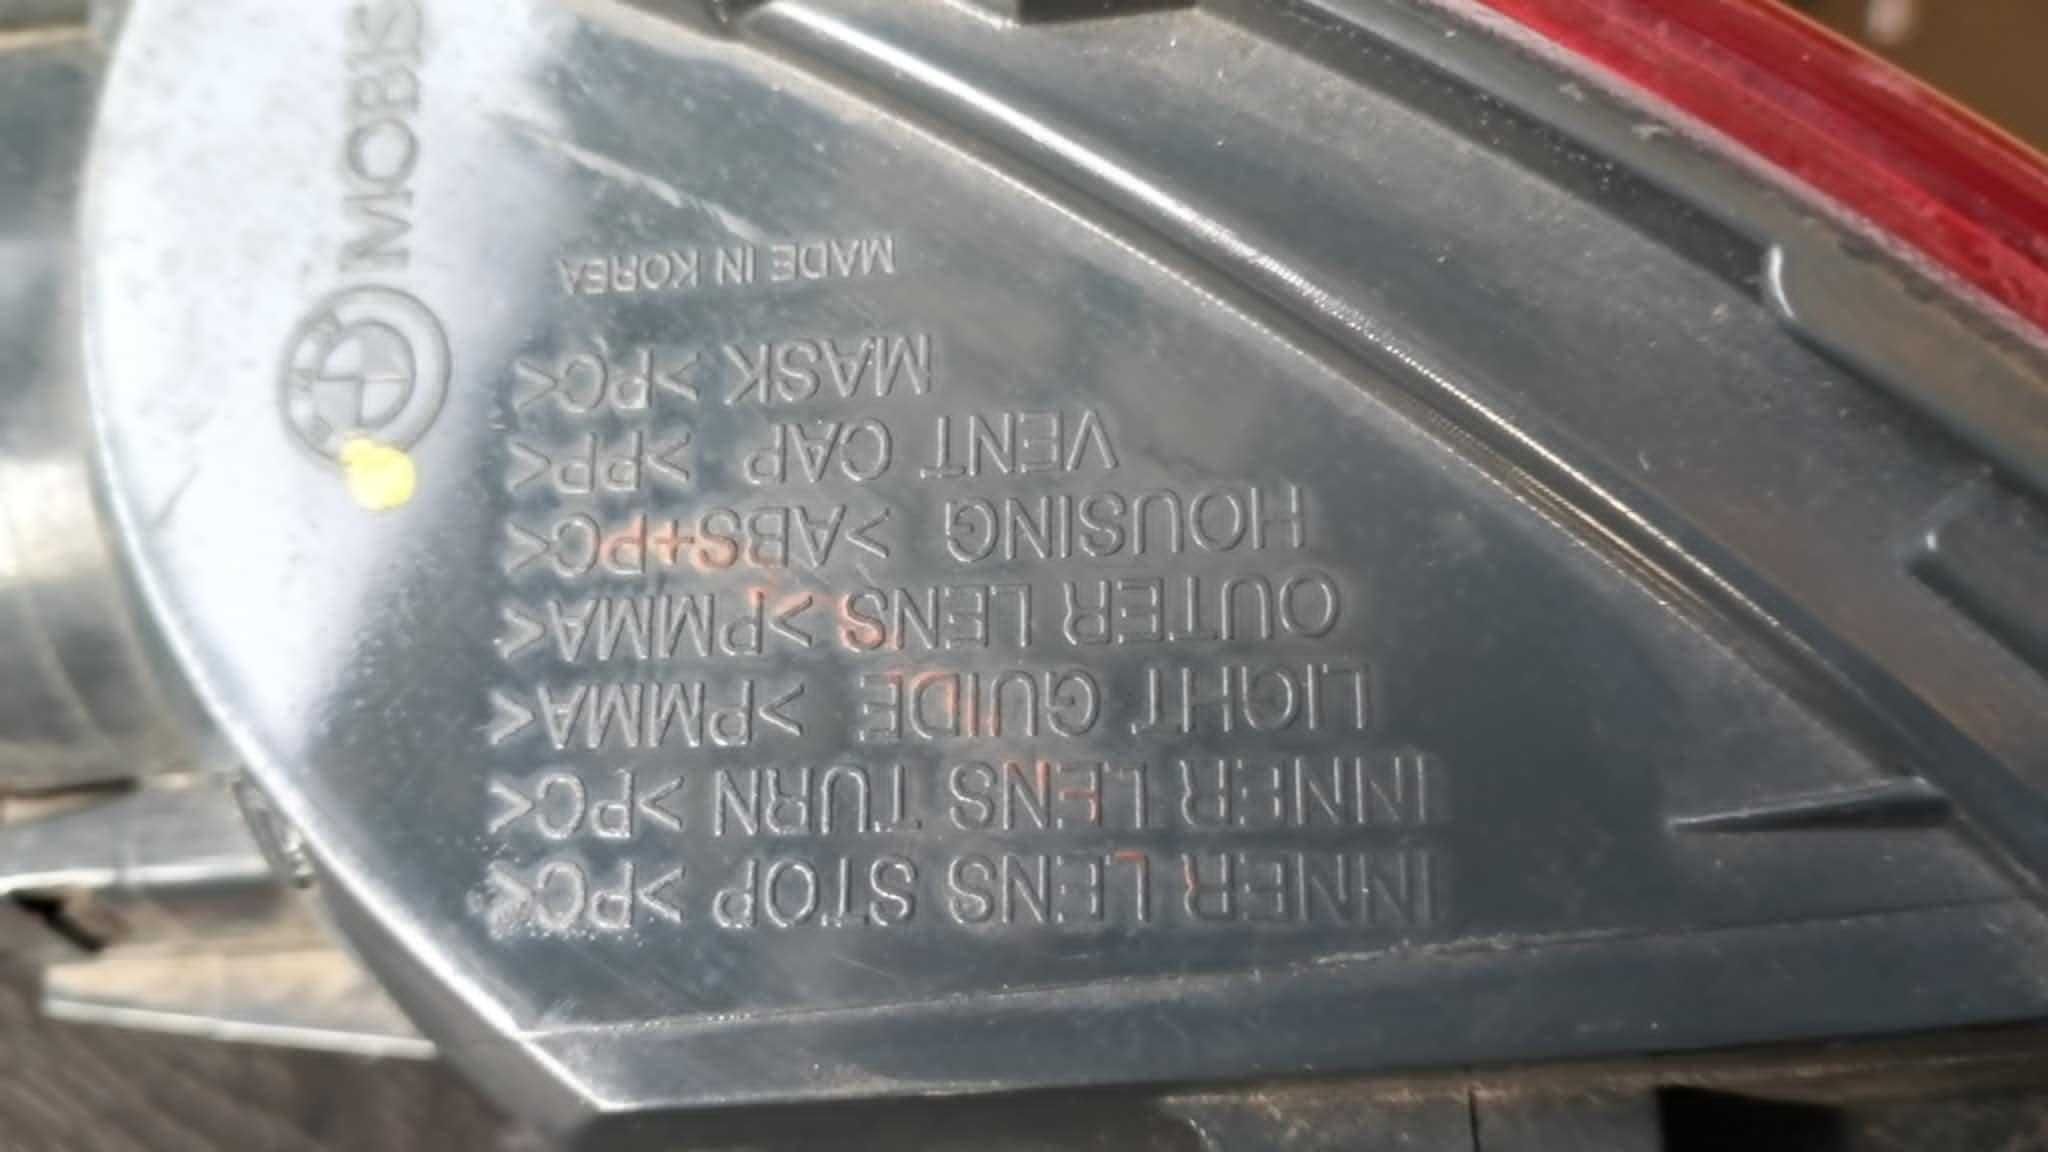 INNER LENS STOP >PC<
INNER LENS TURN >PC<
LIGHT GUIDE >PMMA<
OUTER LENS >PMMA<
HOUSING >ABS+PC<
VENT CAP >PP<
MASK >PC<
MADE IN KOREA
MOBIS